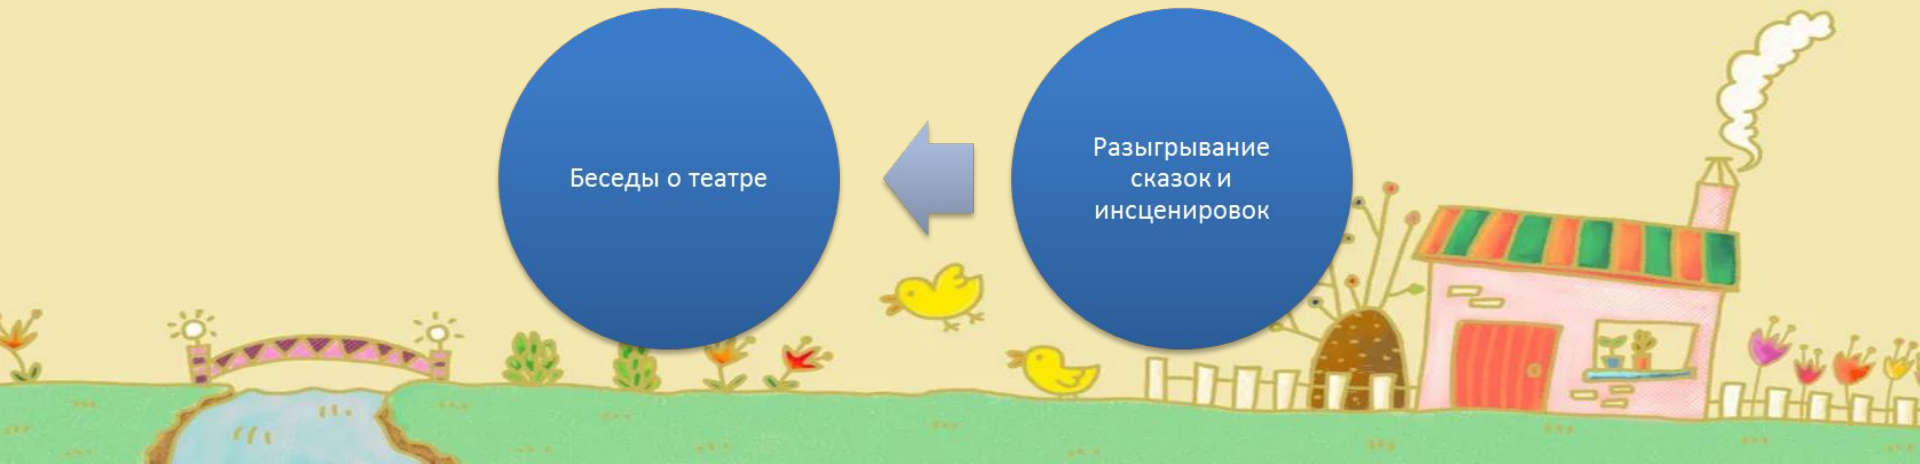 Беседы о театре
Разыгрывание
сказок и
инсценировок